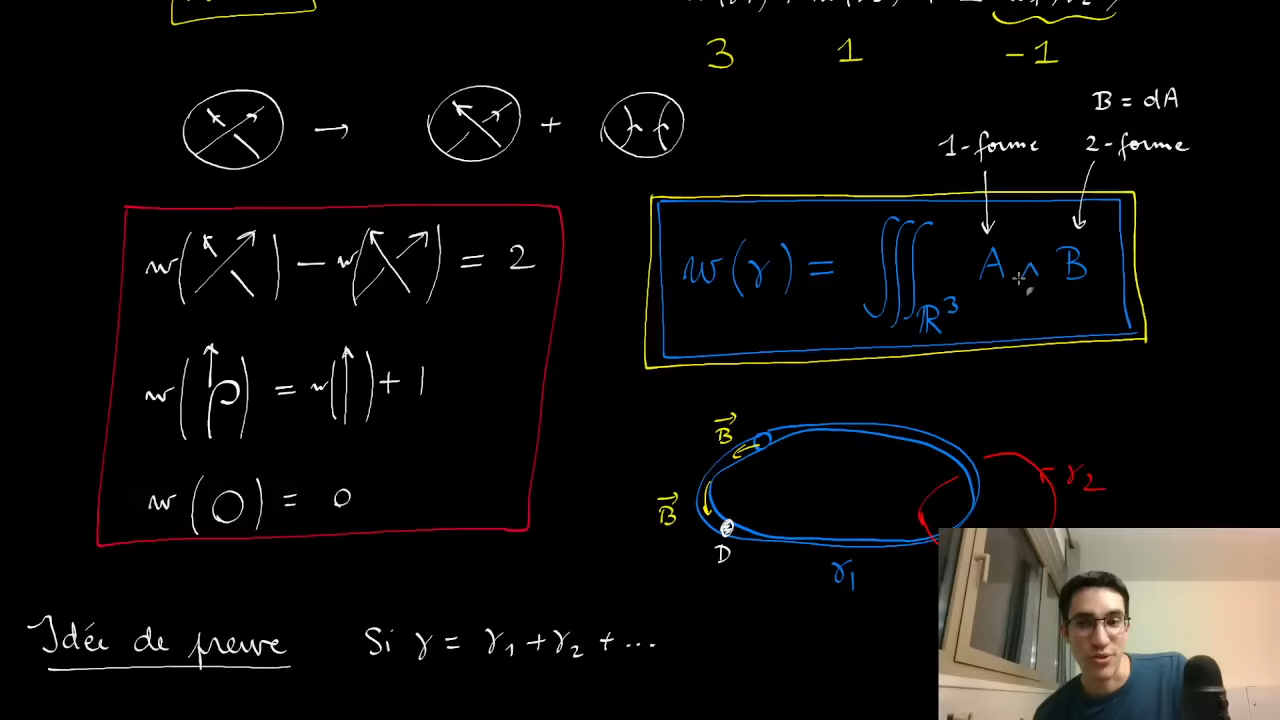 3 1 -1
B = dA
1-forme 2-forme
→ +
w( ) - w( ) = 2
w(γ) = ∭ℝ³ A ∧ B
w( ) = w( ) + 1
B⃗
γ2
w(O) = 0
B⃗
D
γ1
Idée de preuve Si γ = γ1 + γ2 + ...